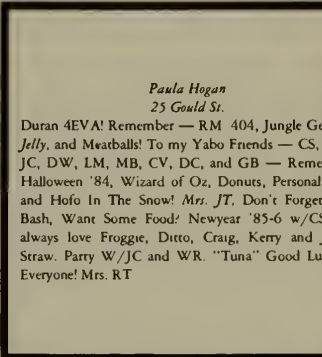 Paula Hogan
25 Gould St.
Duran 4EVA! Remember — RM 404, Jungle Ge
Jelly, and Meatballs! To my Yabo Friends — CS,
JC, DW, LM, MB, CV, DC, and GB — Reme
Halloween '84, Wizard of Oz, Donuts, Personal
and Hofo In The Snow! Mrs. JT, Don't Forget
Bash, Want Some Food? Newyear '85-6 w/CS
always love Froggie, Ditto, Craig, Kerry and
Straw. Party W/JC and WR. "Tuna" Good Lu
Everyone! Mrs. RT